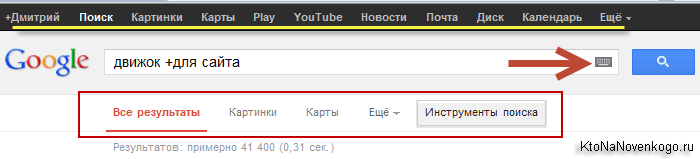 +Дмитрий Поиск Картинки Карты Play YouTube Новости Почта Диск Календарь Ещё
Google движок +для сайта
Все результаты Картинки Карты Ещё Инструменты поиска
Результатов: примерно 41 400 (0,31 сек.)
KtoNaNovenkogo.ru